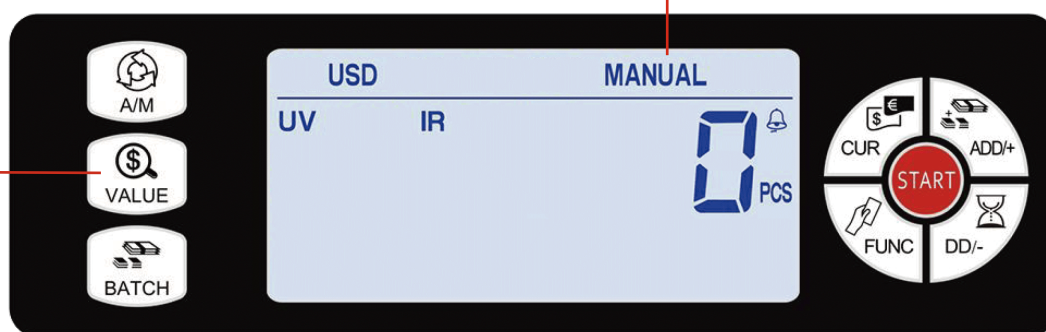 A/M
VALUE
BATCH
USD MANUAL
UV IR
0 PCS
CUR
ADD/+
START
FUNC
DD/-